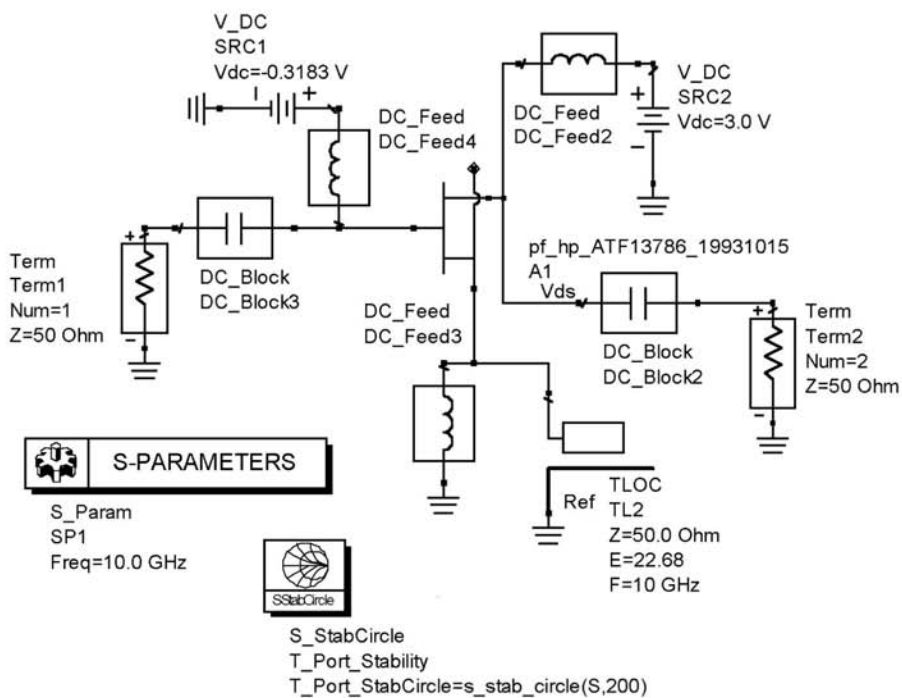 V_DC
SRC1
Vdc=-0.3183 V
DC_Feed
DC_Feed4
DC_Feed
DC_Feed2
V_DC
SRC2
Vdc=3.0 V
Term
Term1
Num=1
Z=50 Ohm
DC_Block
DC_Block3
pf_hp_ATF13786_19931015
A1
Vds
DC_Feed
DC_Feed3
DC_Block
DC_Block2
Term
Term2
Num=2
Z=50 Ohm
S-PARAMETERS
S_Param
SP1
Freq=10.0 GHz
Ref
TLOC
TL2
Z=50.0 Ohm
E=22.68
F=10 GHz
SStabCircle
S_StabCircle
T_Port_Stability
T_Port_StabCircle=s_stab_circle(S,200)